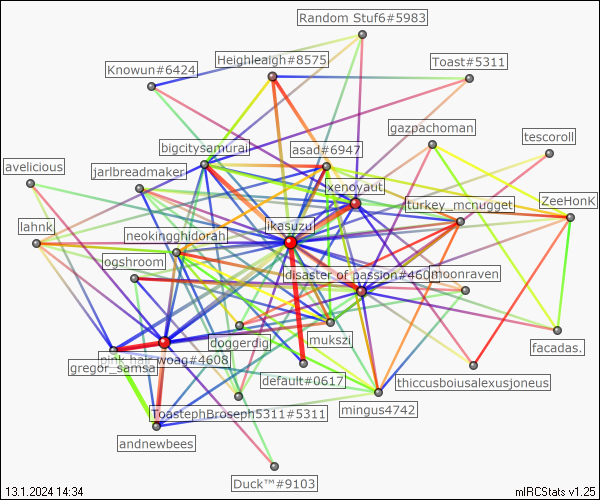 Random Stuf6#5983
Heighleaigh#8575
Toast#5311
Knowun#6424
gazpachoman
tescoroll
bigcitysamurai
asad#6947
avelicious
jarlbreadmaker
xenoyaut
turkey_mcnugget
ZeeHonK
lahnk
ikasuzu
neokingghidorah
ogshroom
disaster_of_passion#460
moonraven
doggerdig
mukszi
facadas.
pink_hair_woag#4608
gregor_samsa
default#0617
thiccusboiusalexusjoneus
ToastephBroseph5311#5311
mingus4742
andnewbees
Duck™#9103
13.1.2024 14:34
mIRCStats v1.25